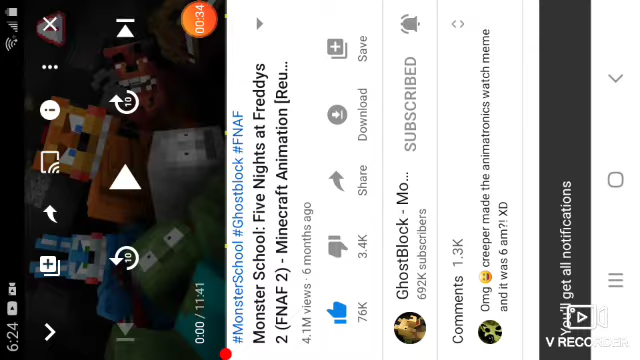 6:24
00:34
10
10
0:00 / 11:41
#MonsterSchool #Ghostblock #FNAF
Monster School: Five Nights at Freddys
2 (FNAF 2) - Minecraft Animation [Reu...
4.1M views · 6 months ago
76K
3.4K
Share
Download
Save
GhostBlock - Mo...
692K subscribers
SUBSCRIBED
Comments 1.3K
Omg 😀 creeper made the animatronics watch meme
and it was 6 am?! XD
You'll get all notifications
V RECORDER